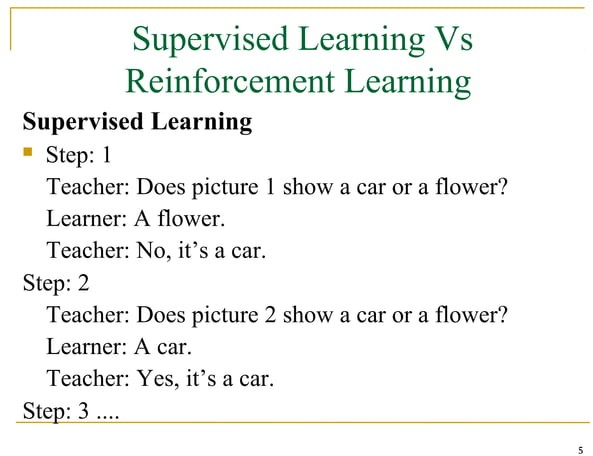 Supervised Learning Vs
Reinforcement Learning
Supervised Learning
Step: 1
Teacher: Does picture 1 show a car or a flower?
Learner: A flower.
Teacher: No, it’s a car.
Step: 2
Teacher: Does picture 2 show a car or a flower?
Learner: A car.
Teacher: Yes, it’s a car.
Step: 3 ....
5